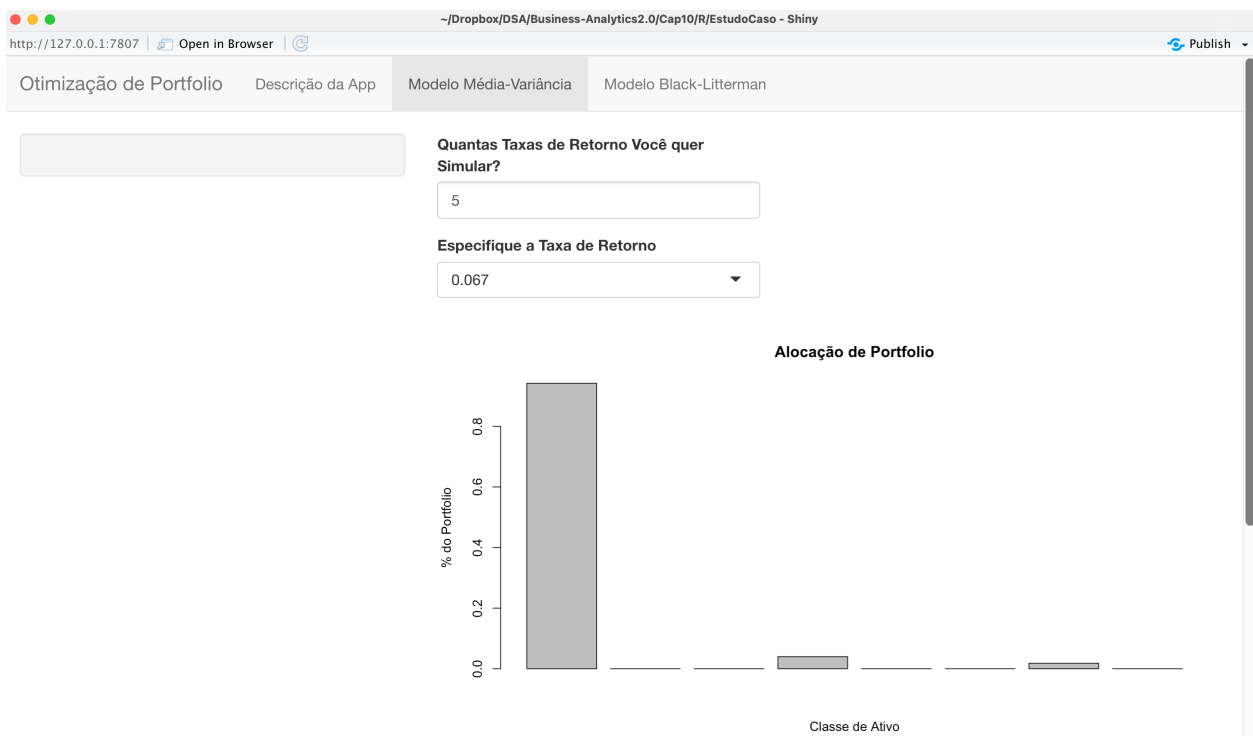 ~/Dropbox/DSA/Business-Analytics2.0/Cap10/R/EstudoCaso - Shiny
http://127.0.0.1:7807 Open in Browser Publish
Otimização de Portfolio Descrição da App Modelo Média-Variância Modelo Black-Litterman
Quantas Taxas de Retorno Você quer
Simular?
5
Especifique a Taxa de Retorno
0.067
Alocação de Portfolio
% do Portfolio
0.8
0.6
0.4
0.2
0.0
Classe de Ativo